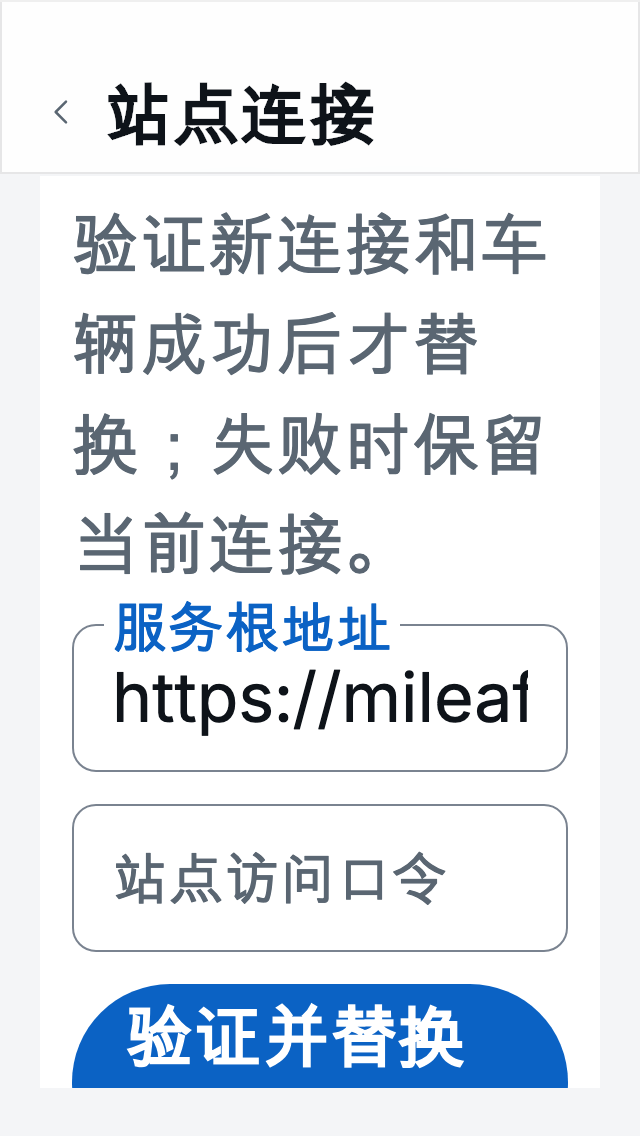 站点连接
验证新连接和车
辆成功后才替
换；失败时保留
当前连接。
服务根地址
https://mileaf
站点访问口令
验证并替换